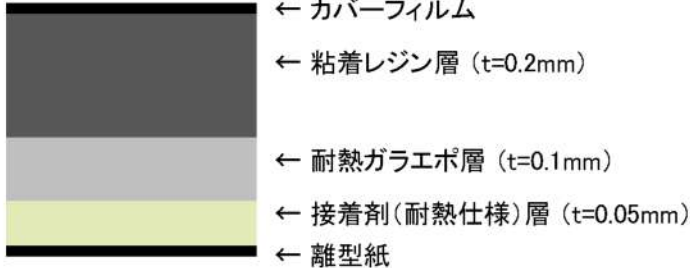 ← カバーフィルム
← 粘着レジン層（t=0.2mm）
← 耐熱ガラエポ層（t=0.1mm）
← 接着剤（耐熱仕様）層（t=0.05mm）
← 離型紙